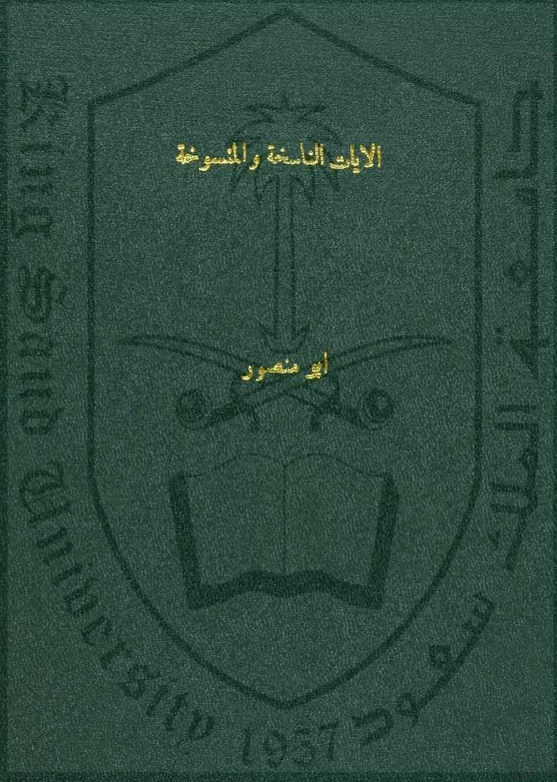 الايات الناسخة والمنسوخة
ابو منصور
King Saud University
1957
جامعة الملك سعود